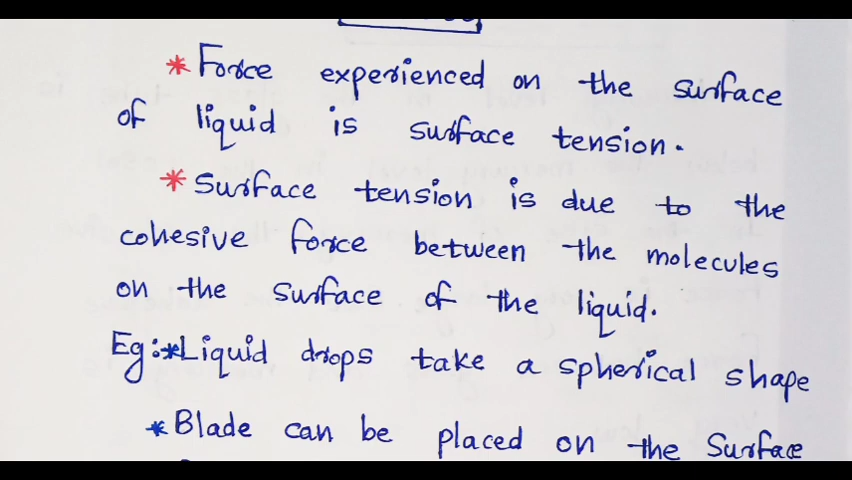 * Force experienced on the surface
of liquid is surface tension.
* Surface tension is due to the
cohesive force between the molecules
on the surface of the liquid.
Eg:* Liquid drops take a spherical shape
* Blade can be placed on the Surface